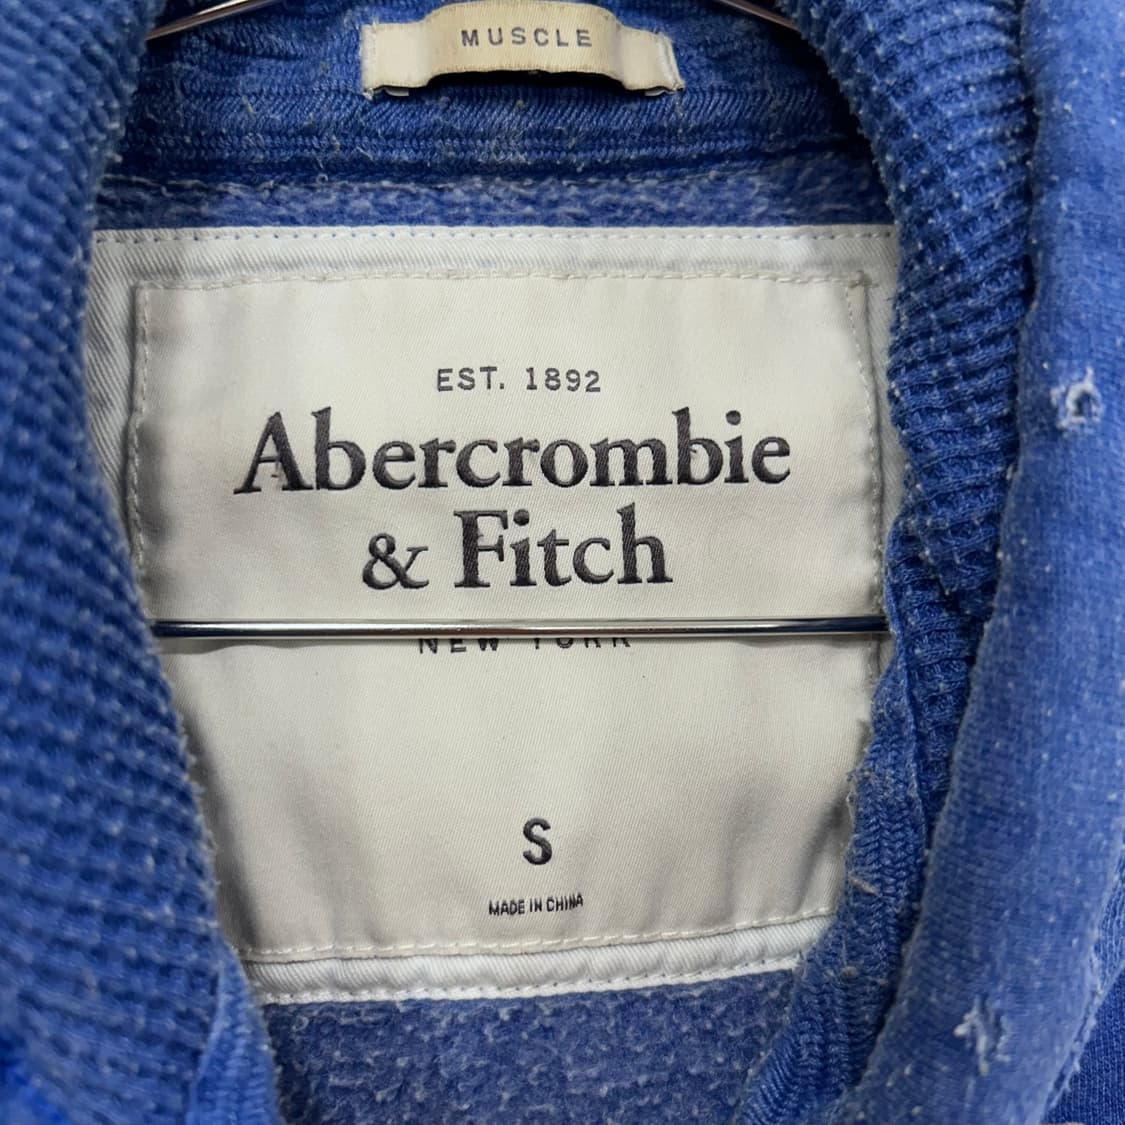 MUSCLE
EST. 1892
Abercrombie
& Fitch
NEW YORK
S
MADE IN CHINA